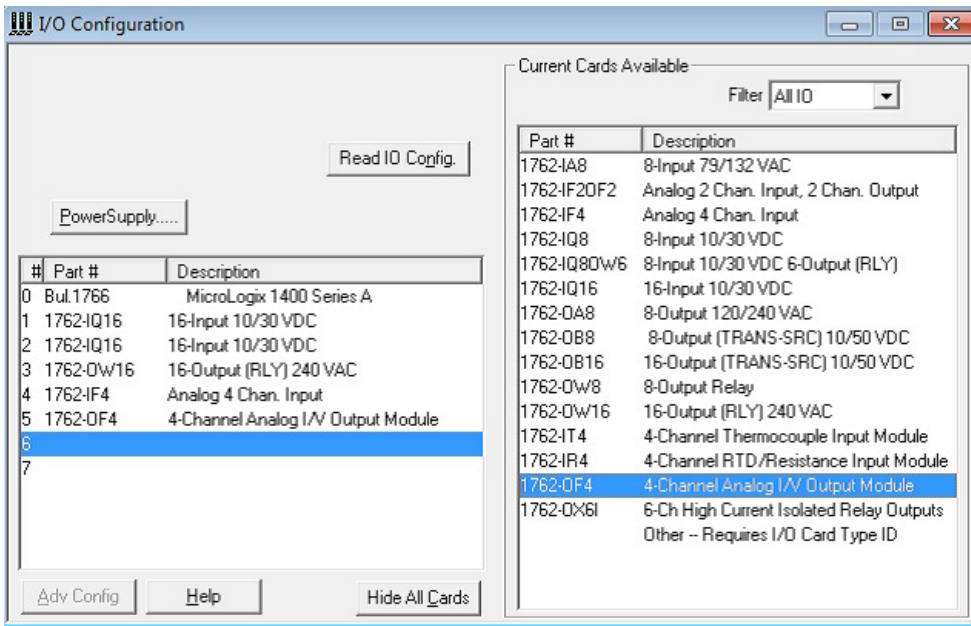 I/O Configuration
Read IO Config.
PowerSupply.....
# Part # Description
0 Bul.1766 MicroLogix 1400 Series A
1 1762-IQ16 16-Input 10/30 VDC
2 1762-IQ16 16-Input 10/30 VDC
3 1762-OW16 16-Output (RLY) 240 VAC
4 1762-IF4 Analog 4 Chan. Input
5 1762-OF4 4-Channel Analog I/V Output Module
6
7
Adv Config Help Hide All Cards
Current Cards Available
Filter All IO
Part # Description
1762-IA8 8-Input 79/132 VAC
1762-IF2OF2 Analog 2 Chan. Input, 2 Chan. Output
1762-IF4 Analog 4 Chan. Input
1762-IQ8 8-Input 10/30 VDC
1762-IQ8OW6 8-Input 10/30 VDC 6-Output (RLY)
1762-IQ16 16-Input 10/30 VDC
1762-OA8 8-Output 120/240 VAC
1762-OB8 8-Output (TRANS-SRC) 10/50 VDC
1762-OB16 16-Output (TRANS-SRC) 10/50 VDC
1762-OW8 8-Output Relay
1762-OW16 16-Output (RLY) 240 VAC
1762-IT4 4-Channel Thermocouple Input Module
1762-IR4 4-Channel RTD/Resistance Input Module
1762-OF4 4-Channel Analog I/V Output Module
1762-OX6I 6-Ch High Current Isolated Relay Outputs
Other -- Requires I/O Card Type ID